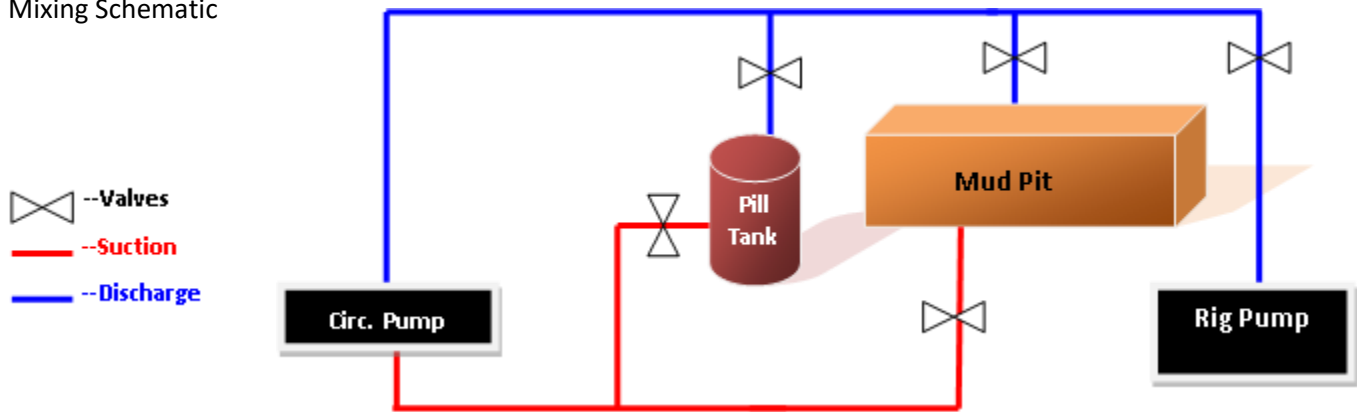 Mixing Schematic
Mud Pit
Pill
Tank
--Valves
--Suction
--Discharge
Circ. Pump
Rig Pump